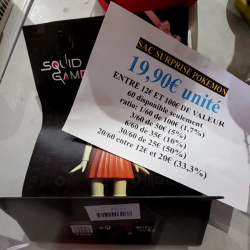 SQUID
GAME
SAC SURPRISE POKEMON
19,90€ unité
ENTRE 12€ ET 100€ DE VALEUR
60 disponible seulement
ratio: 1/60 de 100€ (1,7%)
3/60 de 50€ (5%)
6/60 de 35€ (10%)
30/60 de 25€ (50%)
20/60 entre 12€ et 20€ (33,3%)